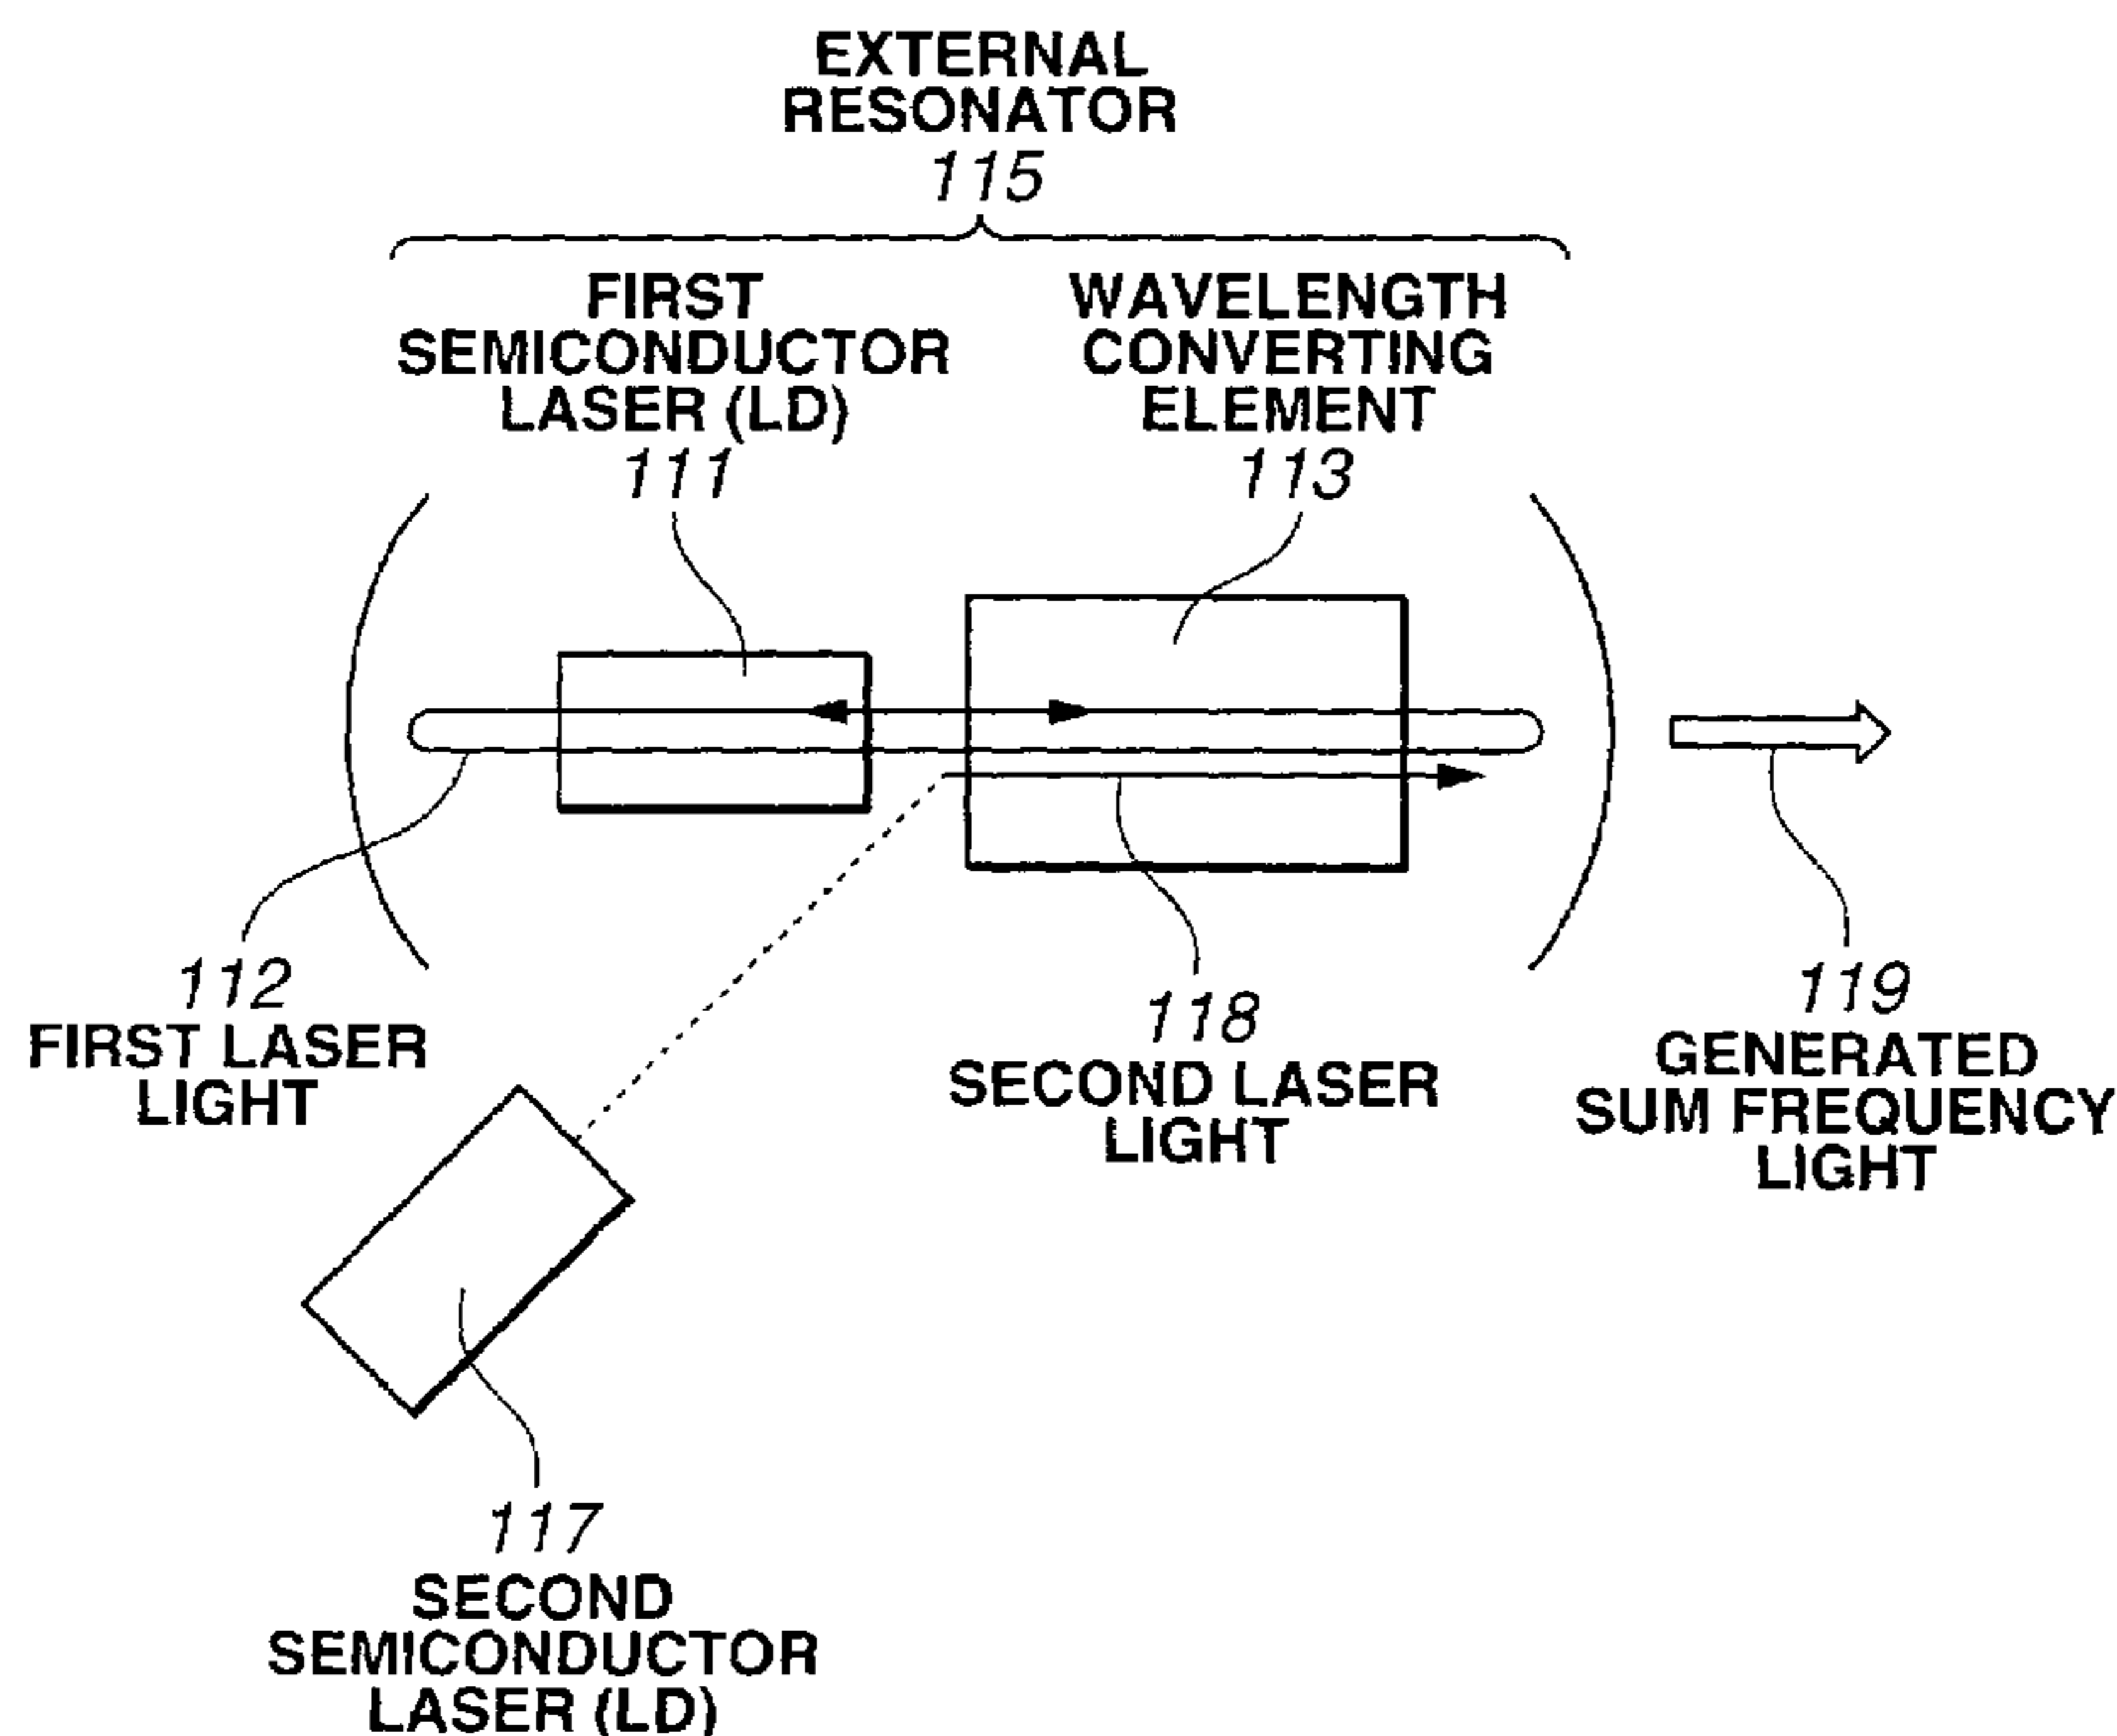 EXTERNAL
RESONATOR
115
FIRST
SEMICONDUCTOR
LASER (LD)
111
WAVELENGTH
CONVERTING
ELEMENT
113
112
FIRST LASER
LIGHT
118
SECOND LASER
LIGHT
119
GENERATED
SUM FREQUENCY
LIGHT
117
SECOND
SEMICONDUCTOR
LASER (LD)